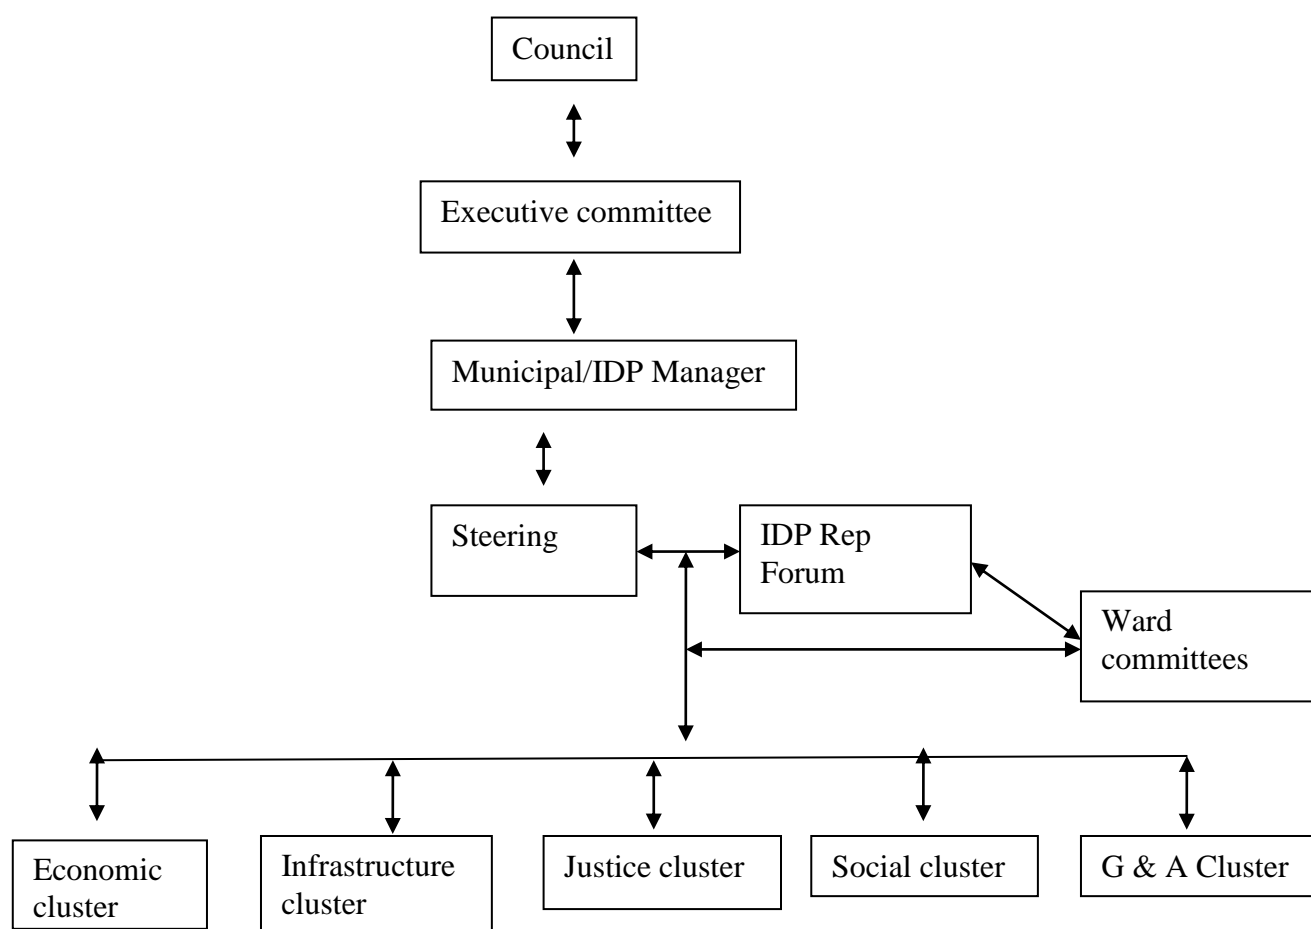 Council
Executive committee
Municipal/IDP Manager
Steering
IDP Rep
Forum
Ward
committees
Economic
cluster
Infrastructure
cluster
Justice cluster
Social cluster
G & A Cluster